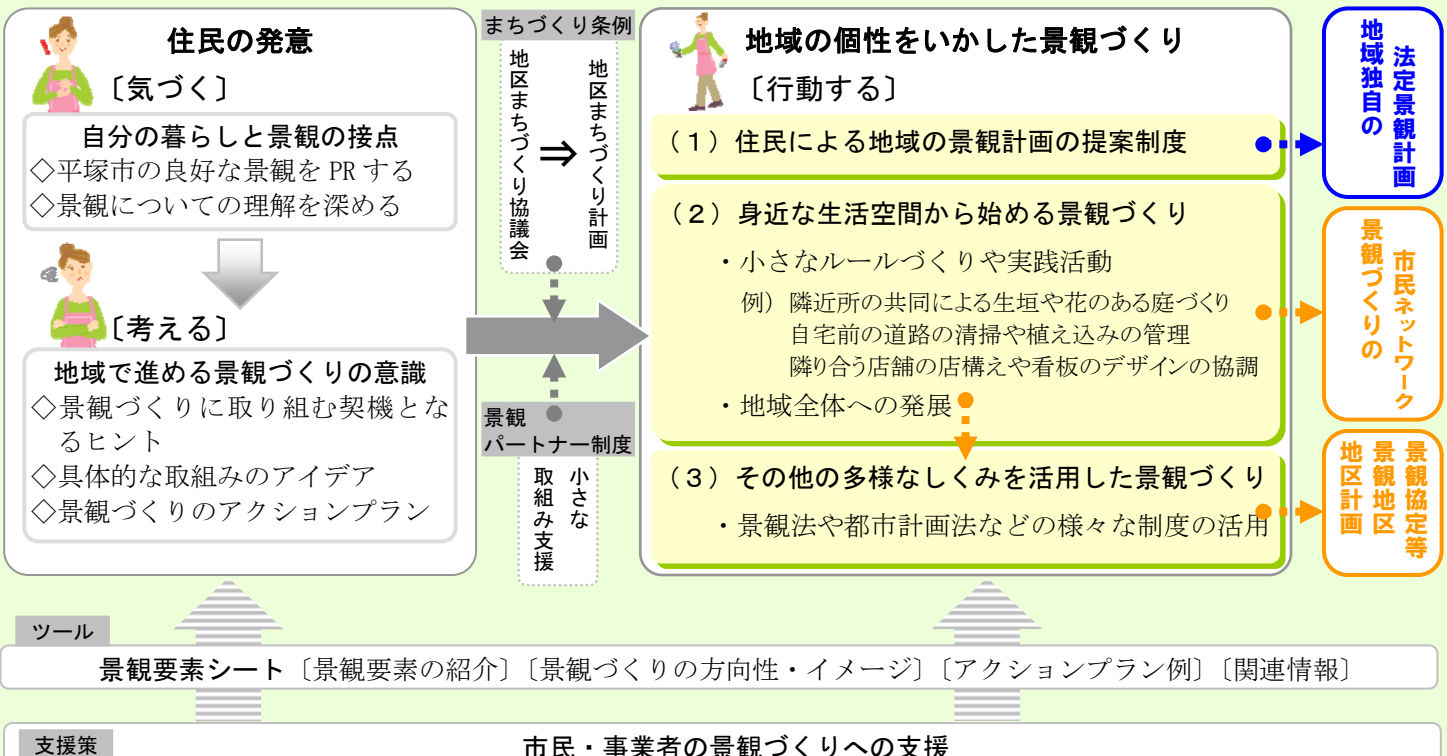 住民の発意
〔気づく〕
自分の暮らしと景観の接点
◇平塚市の良好な景観を PR する
◇景観についての理解を深める
〔考える〕
地域で進める景観づくりの意識
◇景観づくりに取り組む契機とな
るヒント
◇具体的な取組みのアイデア
◇景観づくりのアクションプラン
まちづくり条例
地区まちづくり協議会
⇒
地区まちづくり計画
景観
パートナー制度
小さな
取組み支援
地域の個性をいかした景観づくり
〔行動する〕
（１）住民による地域の景観計画の提案制度
（２）身近な生活空間から始める景観づくり
・小さなルールづくりや実践活動
例）隣近所の共同による生垣や花のある庭づくり
自宅前の道路の清掃や植え込みの管理
隣り合う店舗の店構えや看板のデザインの協調
・地域全体への発展
（３）その他の多様なしくみを活用した景観づくり
・景観法や都市計画法などの様々な制度の活用
地域独自の
法定景観計画
景観づくりの
市民ネットワーク
景観協定等
景観地区
地区計画
ツール
景観要素シート〔景観要素の紹介〕〔景観づくりの方向性・イメージ〕〔アクションプラン例〕〔関連情報〕
支援策
市民・事業者の景観づくりへの支援